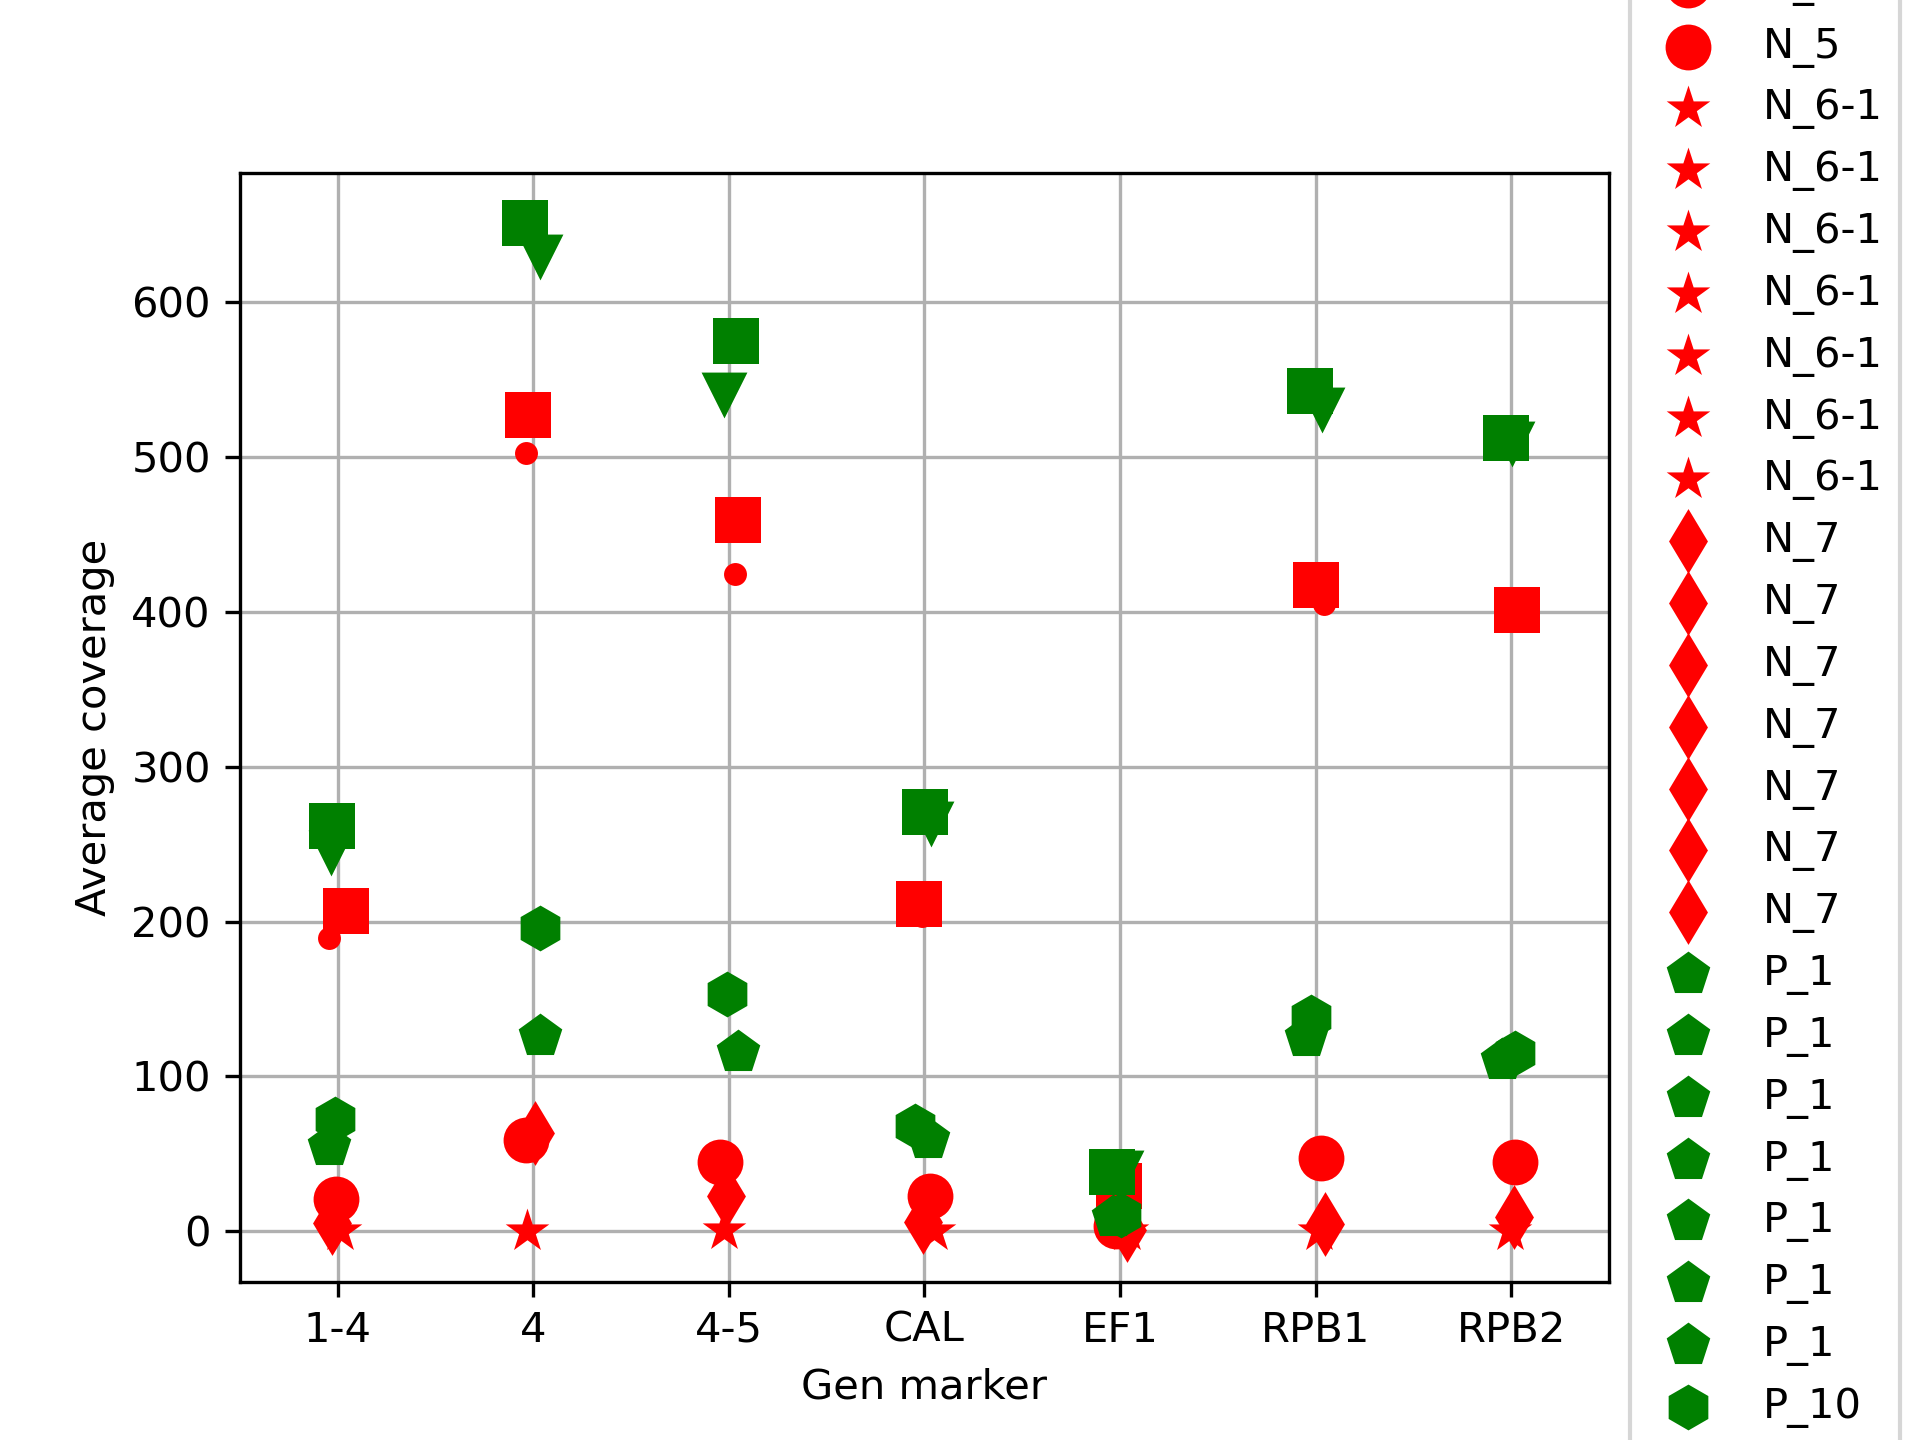 600
500
400
300
200
100
0
Average coverage
1-4
4
4-5
CAL
EF1
RPB1
RPB2
Gen marker
N_5
N_6-1
N_6-1
N_6-1
N_6-1
N_6-1
N_6-1
N_6-1
N_7
N_7
N_7
N_7
N_7
N_7
N_7
P_1
P_1
P_1
P_1
P_1
P_1
P_1
P_10